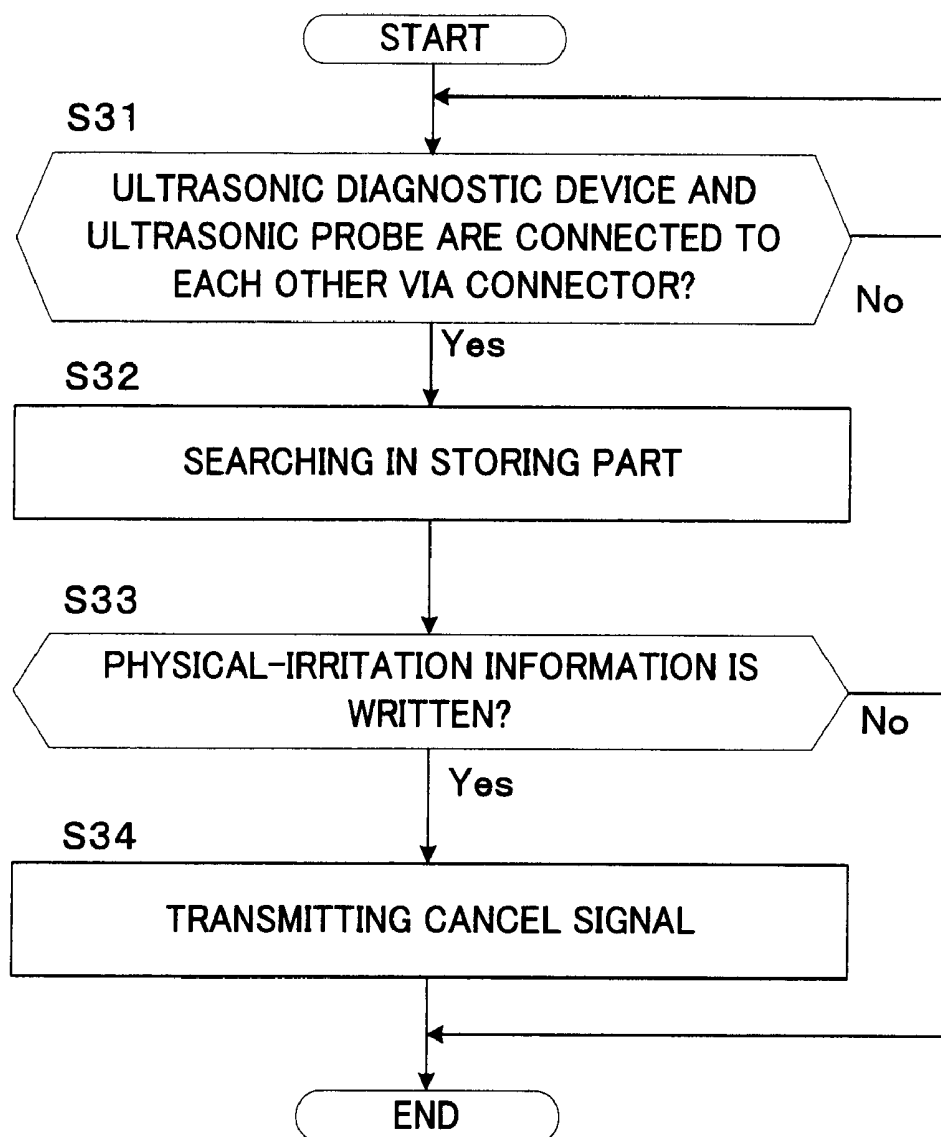 START
S31
ULTRASONIC DIAGNOSTIC DEVICE AND
ULTRASONIC PROBE ARE CONNECTED TO
EACH OTHER VIA CONNECTOR?
No
Yes
S32
SEARCHING IN STORING PART
S33
PHYSICAL-IRRITATION INFORMATION IS
WRITTEN?
No
Yes
S34
TRANSMITTING CANCEL SIGNAL
END